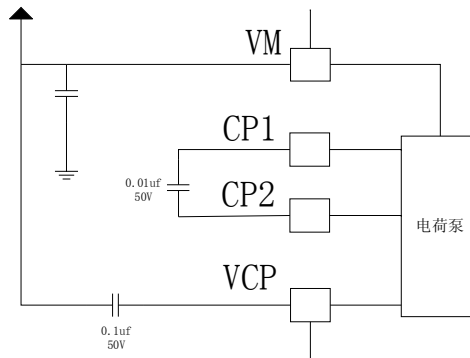 VM
CP1
0.01uf
50V
CP2
电荷泵
VCP
0.1uf
50V